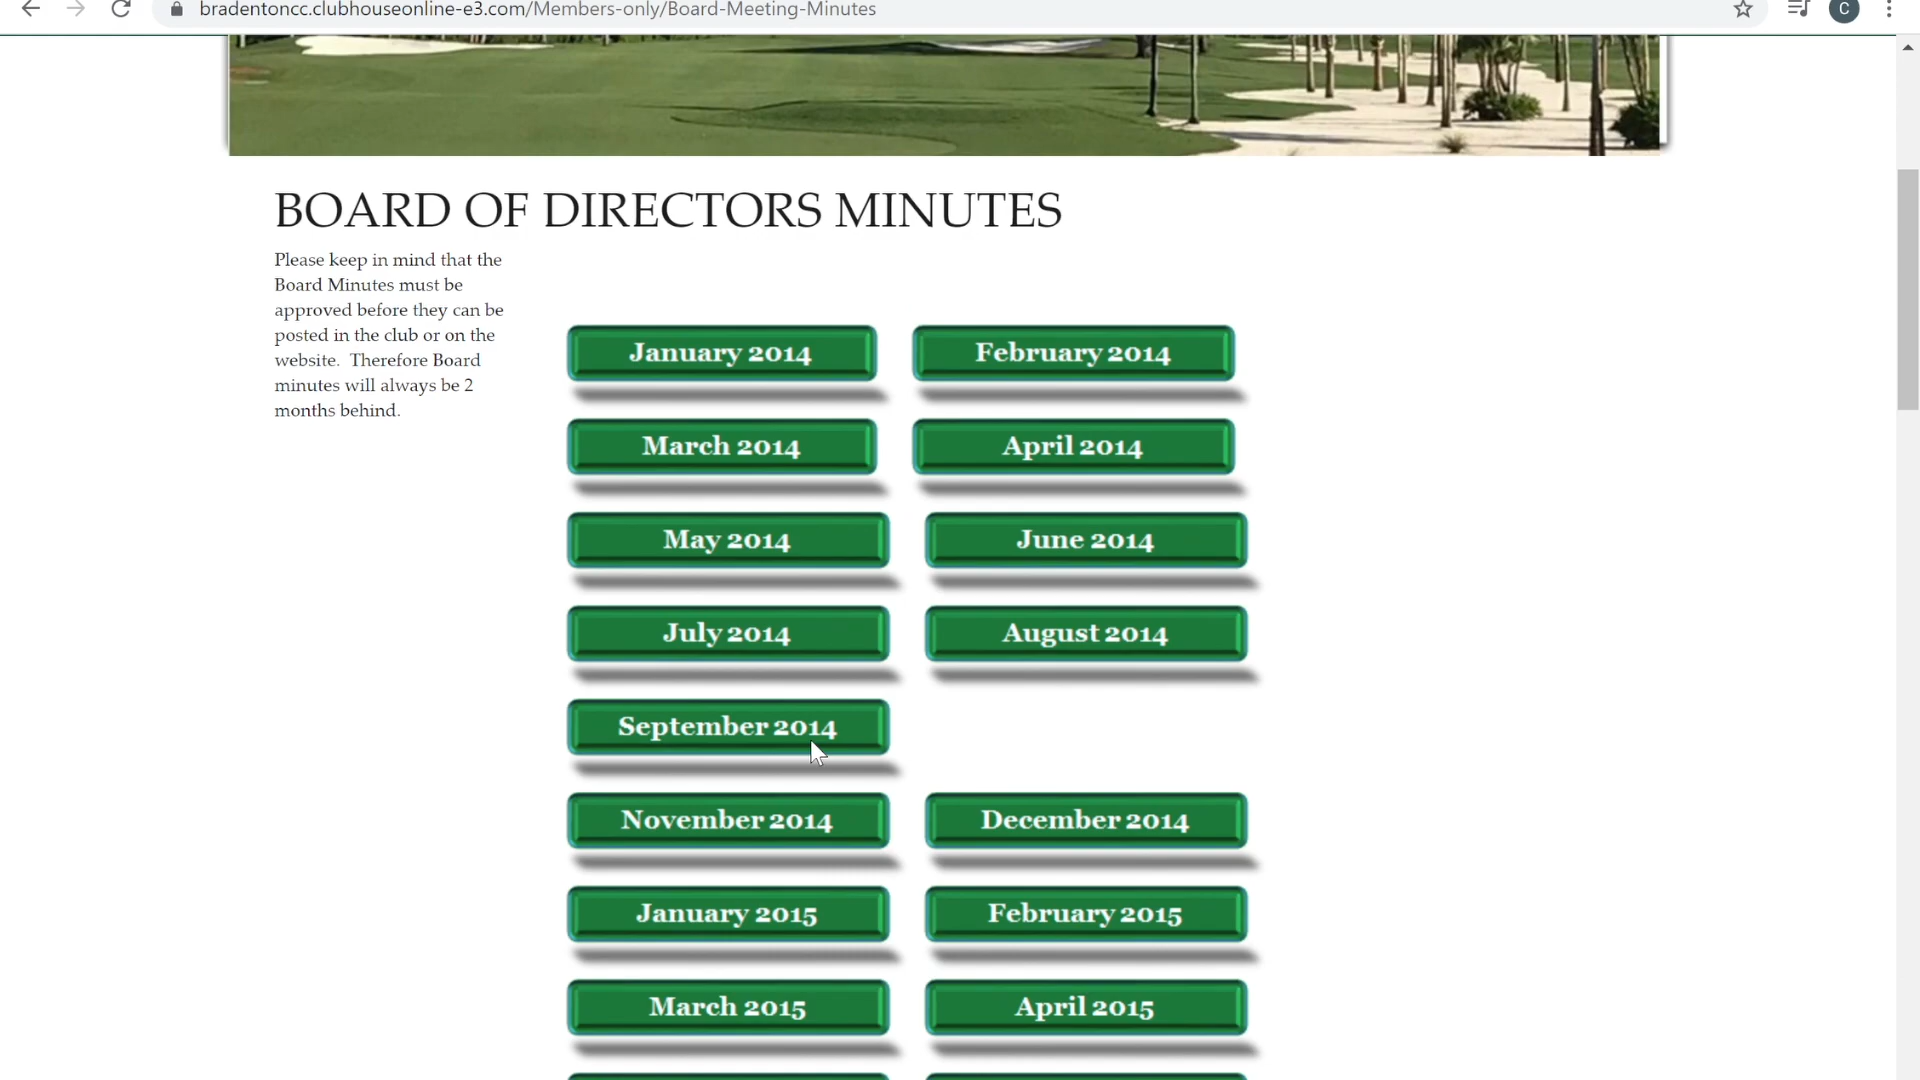 bradentoncc.clubhouseonline-e3.com/Members-only/Board-Meeting-Minutes
C
BOARD OF DIRECTORS MINUTES
Please keep in mind that the
Board Minutes must be
approved before they can be
posted in the club or on the
website. Therefore Board
minutes will always be 2
months behind.
January 2014
February 2014
March 2014
April 2014
May 2014
June 2014
July 2014
August 2014
September 2014
November 2014
December 2014
January 2015
February 2015
March 2015
April 2015